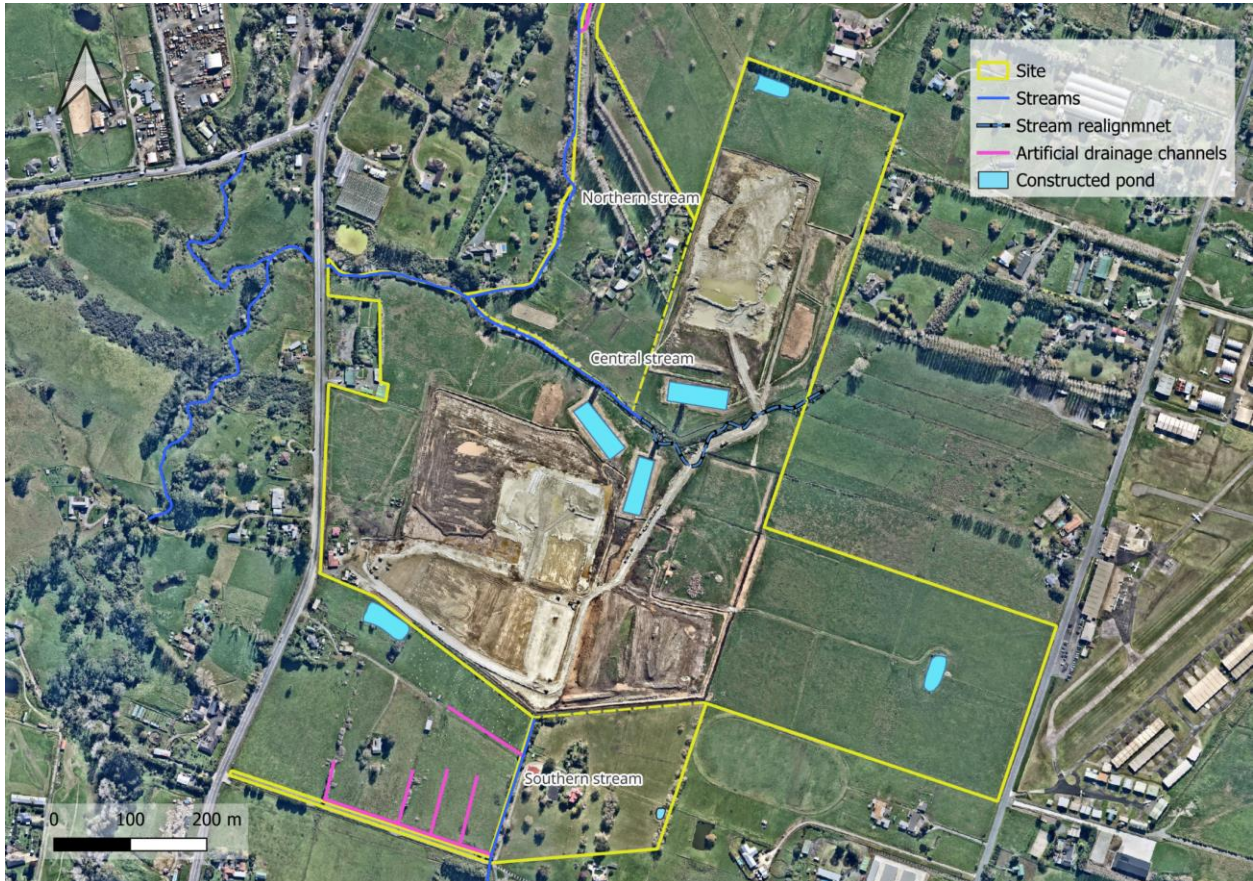 Site
Streams
Stream realignmnet
Artificial drainage channels
Constructed pond
Northern stream
Central stream
Southern stream
0 100 200 m